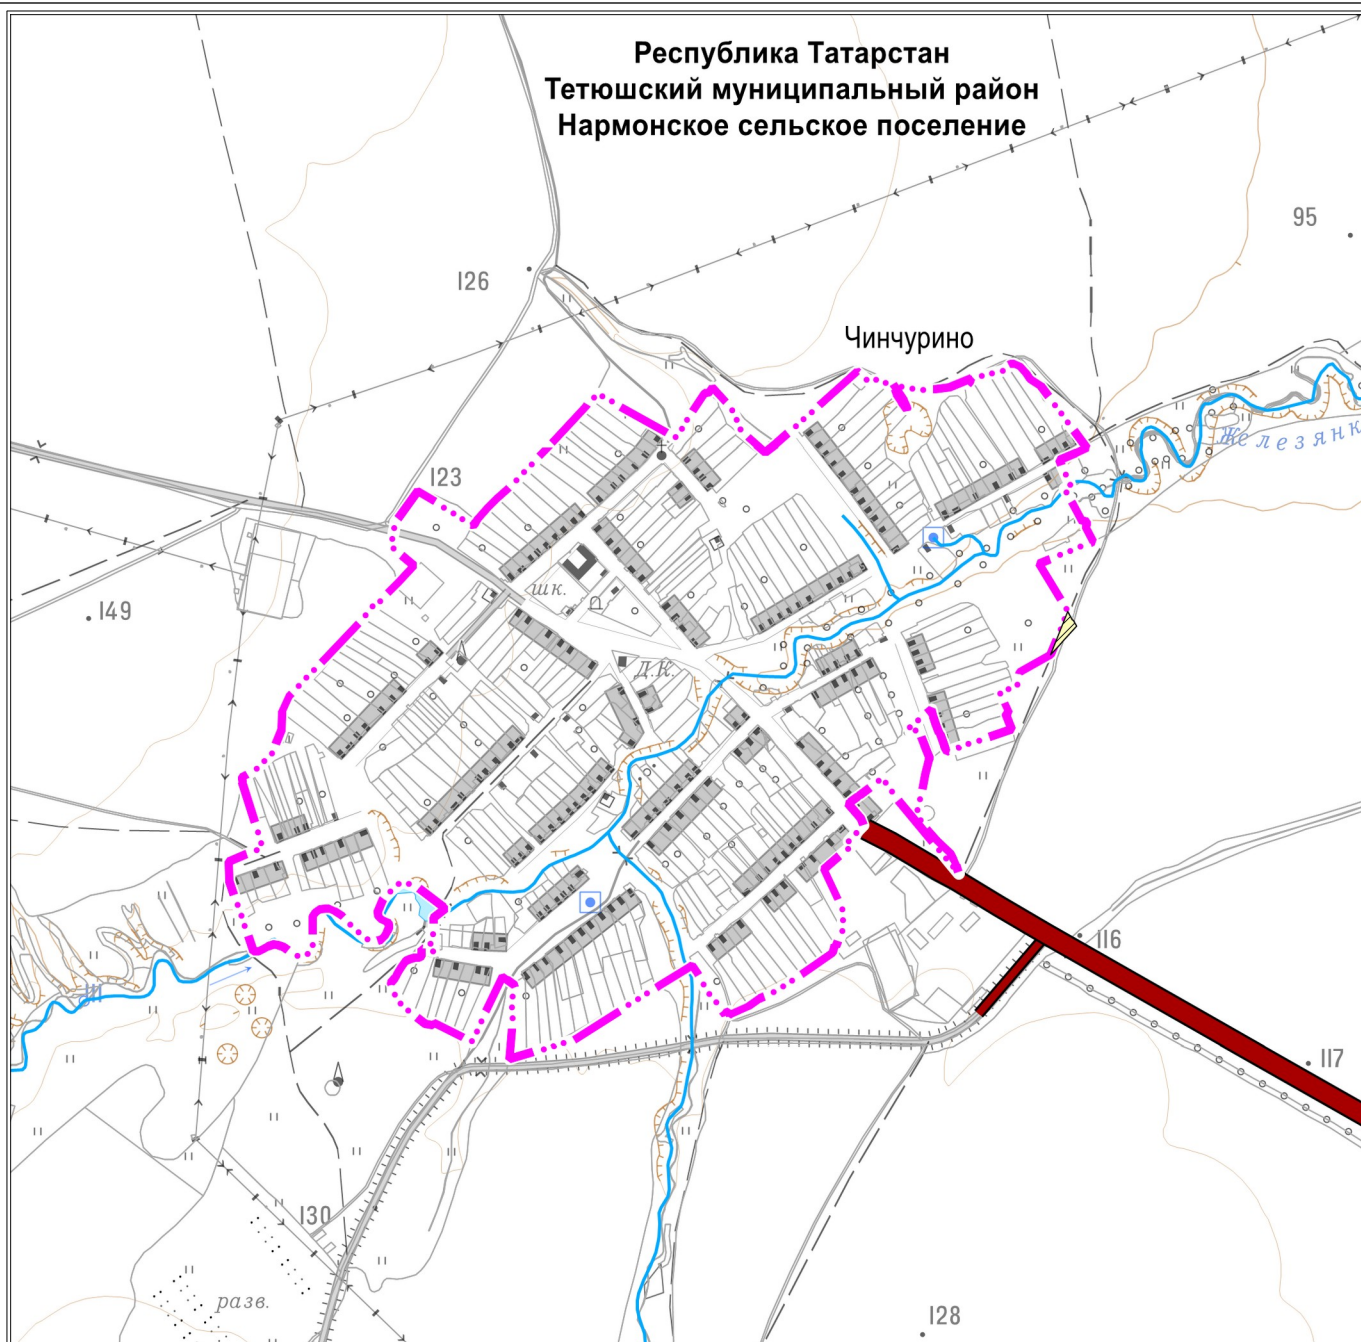 Республика Татарстан
Тетюшский муниципальный район
Нармонское сельское поселение
95
126
Чинчурино
Железянк
123
149
шк.
Д.К.
116
117
130
разв.
128